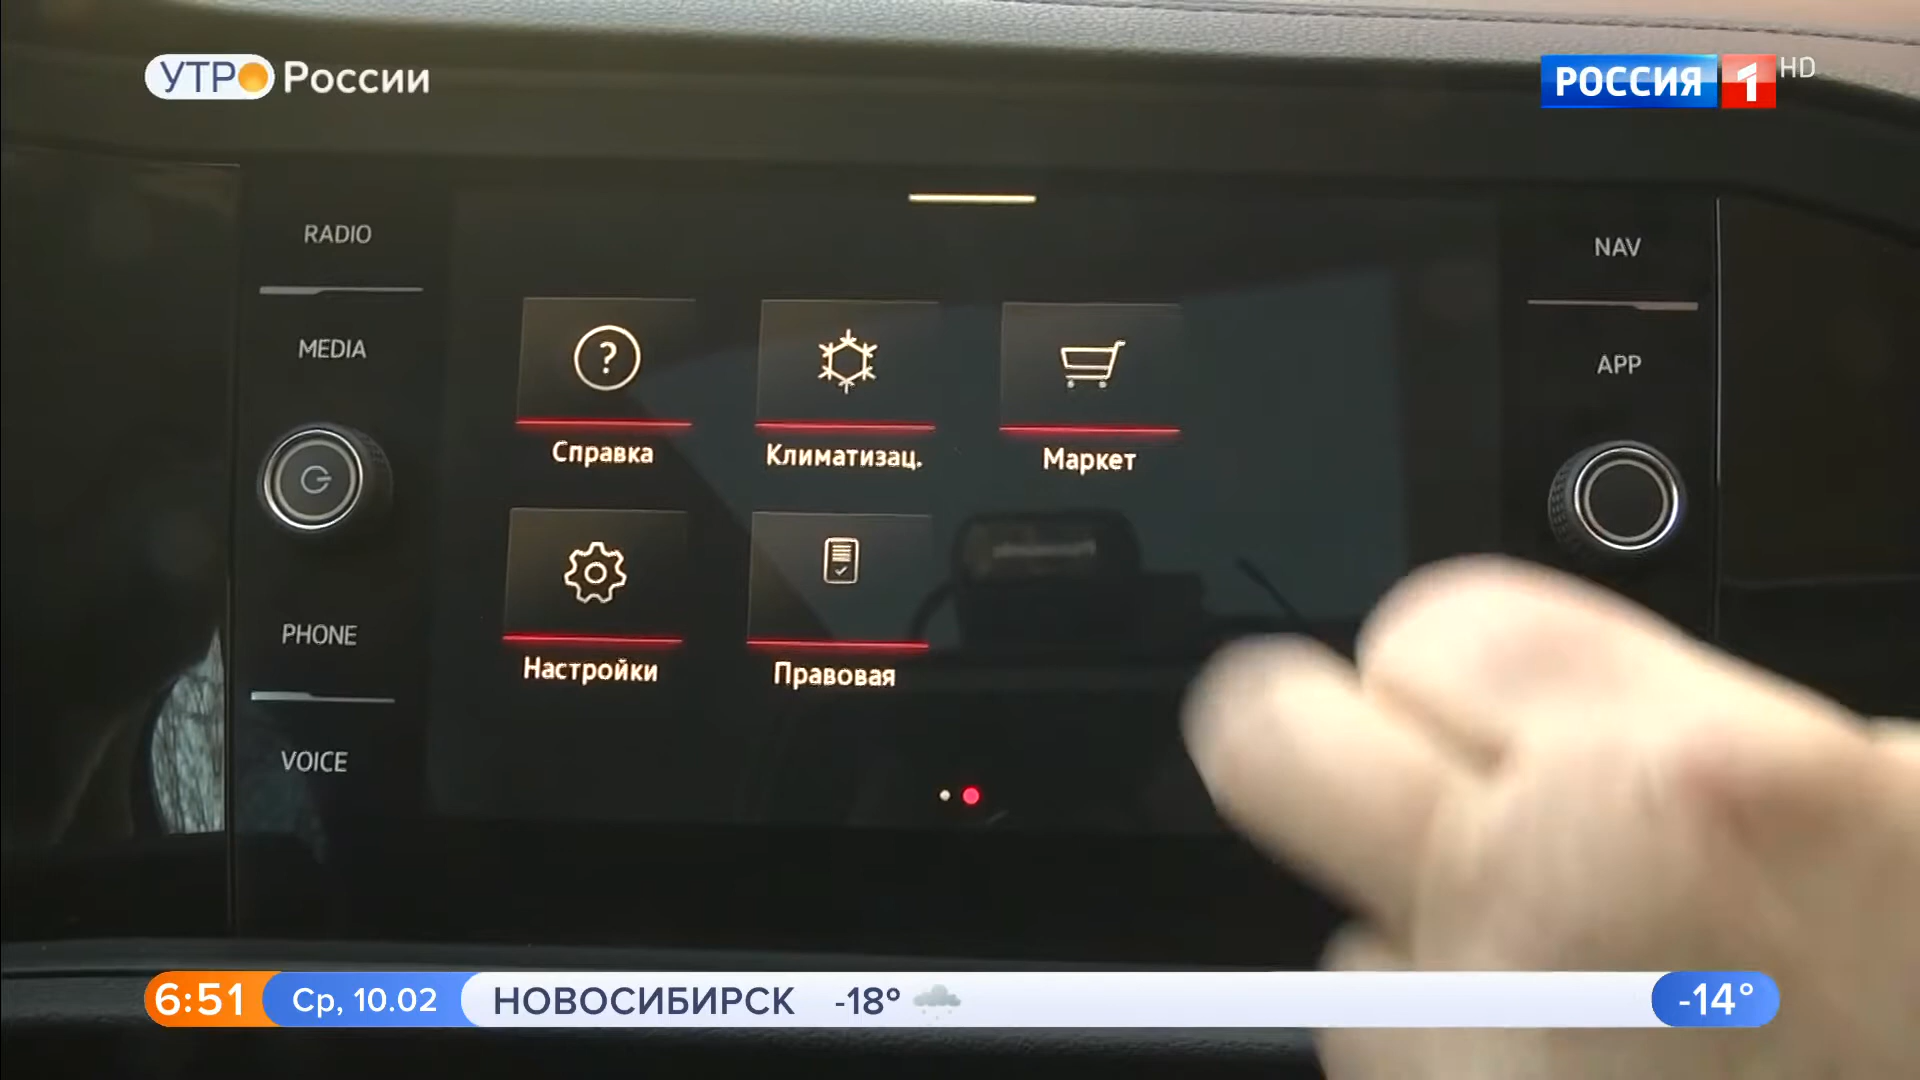 УТРО России
РОССИЯ 1 HD
RADIO
NAV
MEDIA
APP
?
Справка
Климатизац.
Маркет
PHONE
Настройки
Правовая
VOICE
6:51 Ср, 10.02 НОВОСИБИРСК -18° -14°